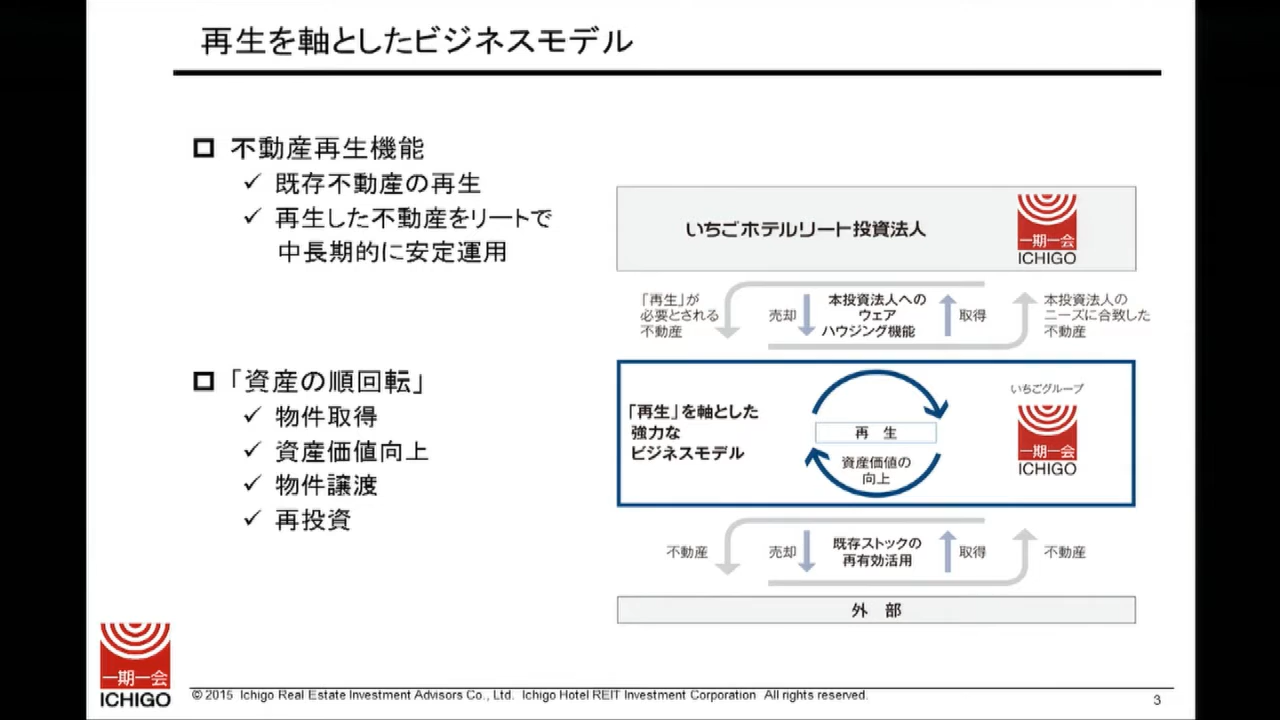 再生を軸としたビジネスモデル
不動産再生機能
既存不動産の再生
再生した不動産をリートで
中長期的に安定運用
「資産の順回転」
物件取得
資産価値向上
物件譲渡
再投資
いちごホテルリート投資法人
一期一会
ICHIGO
「再生」が
必要とされる
不動産
売却
本投資法人への
ウェア
ハウジング機能
取得
本投資法人の
ニーズに合致した
不動産
「再生」を軸とした
強力な
ビジネスモデル
再 生
資産価値の
向上
いちごグループ
一期一会
ICHIGO
不動産
売却
既存ストックの
再有効活用
取得
不動産
外 部
一期一会
ICHIGO
© 2015 Ichigo Real Estate Investment Advisors Co., Ltd. Ichigo Hotel REIT Investment Corporation All rights reserved.
3